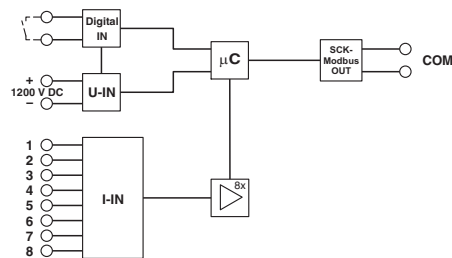 Digital
IN
+
1200 V DC
−
U-IN
µC
SCK-
Modbus
OUT
COM
1
2
3
4
5
6
7
8
I-IN
8x